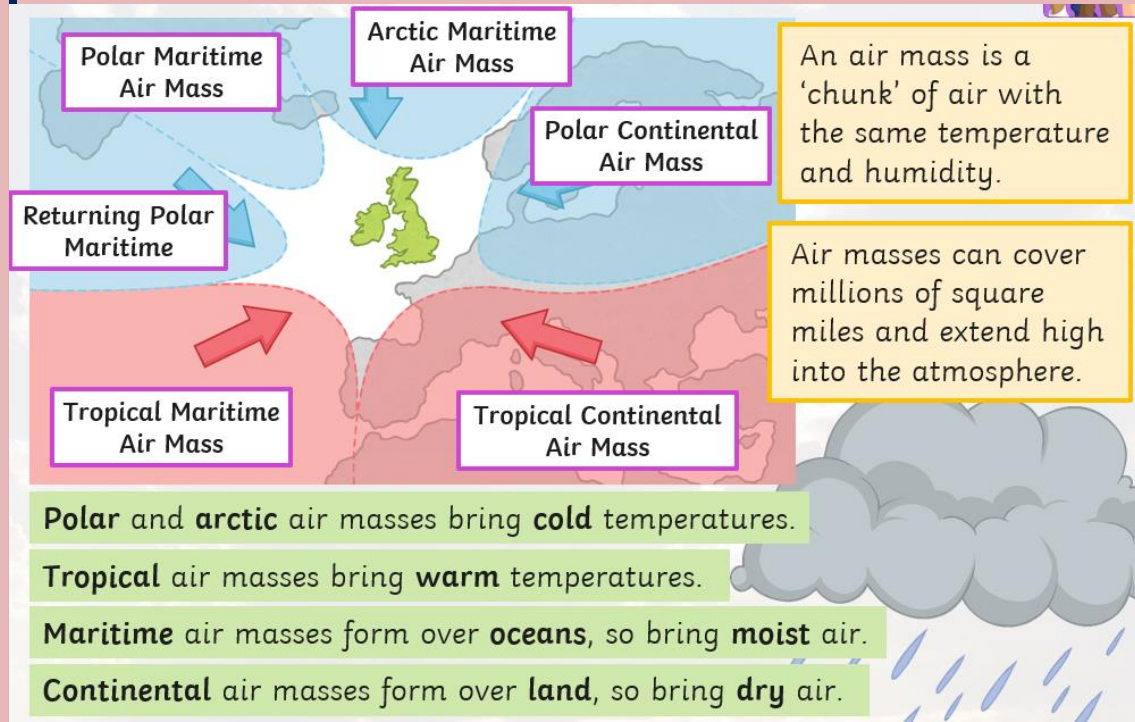 Polar Maritime
Air Mass
Arctic Maritime
Air Mass
Polar Continental
Air Mass
Returning Polar
Maritime
Tropical Maritime
Air Mass
Tropical Continental
Air Mass
An air mass is a
‘chunk’ of air with
the same temperature
and humidity.
Air masses can cover
millions of square
miles and extend high
into the atmosphere.
Polar and arctic air masses bring cold temperatures.
Tropical air masses bring warm temperatures.
Maritime air masses form over oceans, so bring moist air.
Continental air masses form over land, so bring dry air.